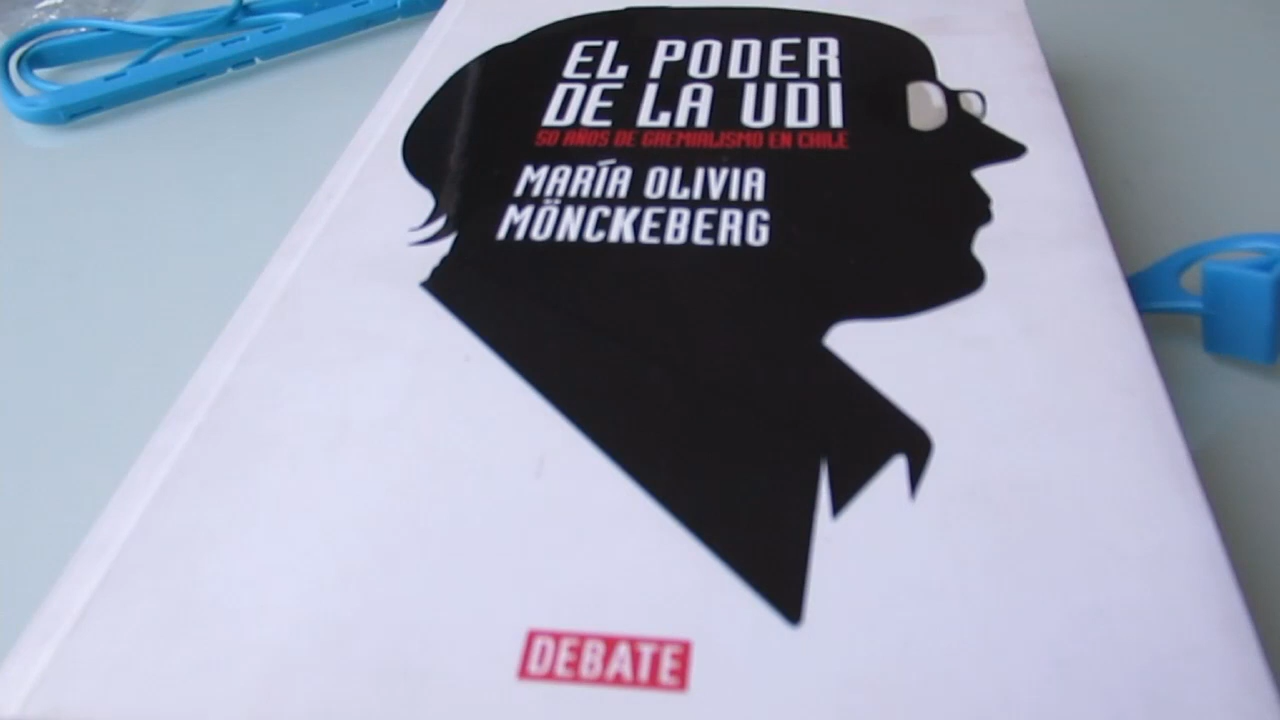 EL PODER
DE LA UDI
50 AÑOS DE GREMIALISMO EN CHILE
MARÍA OLIVIA
MÖNCKEBERG
DEBATE